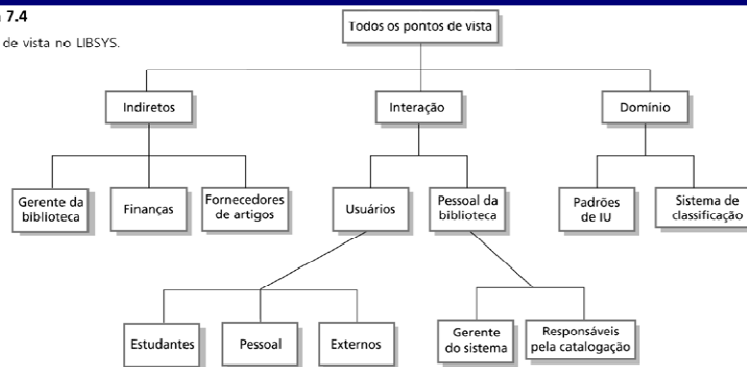 7.4
de vista no LIBSYS.
Todos os pontos de vista
Indiretos
Interação
Domínio
Gerente da
biblioteca
Finanças
Fornecedores
de artigos
Usuários
Pessoal da
biblioteca
Padrões
de IU
Sistema de
classificação
Estudantes
Pessoal
Externos
Gerente
do sistema
Responsáveis
pela catalogação